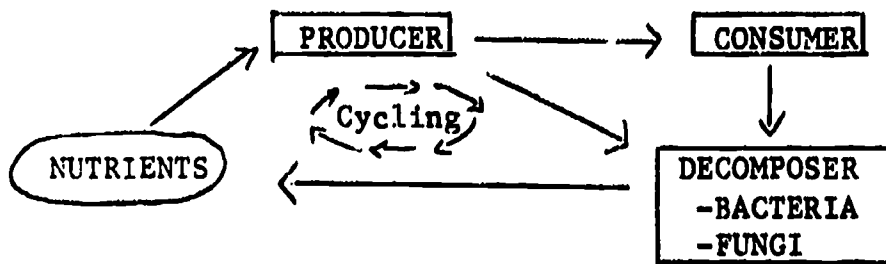 PRODUCER
CONSUMER
Cycling
NUTRIENTS
DECOMPOSER
-BACTERIA
-FUNGI